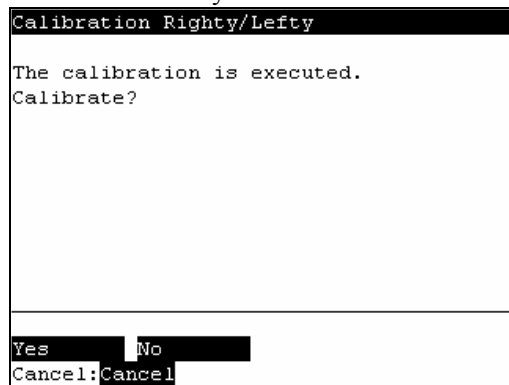 Calibration Righty/Lefty
The calibration is executed.
Calibrate?
Yes No
Cancel:Cancel